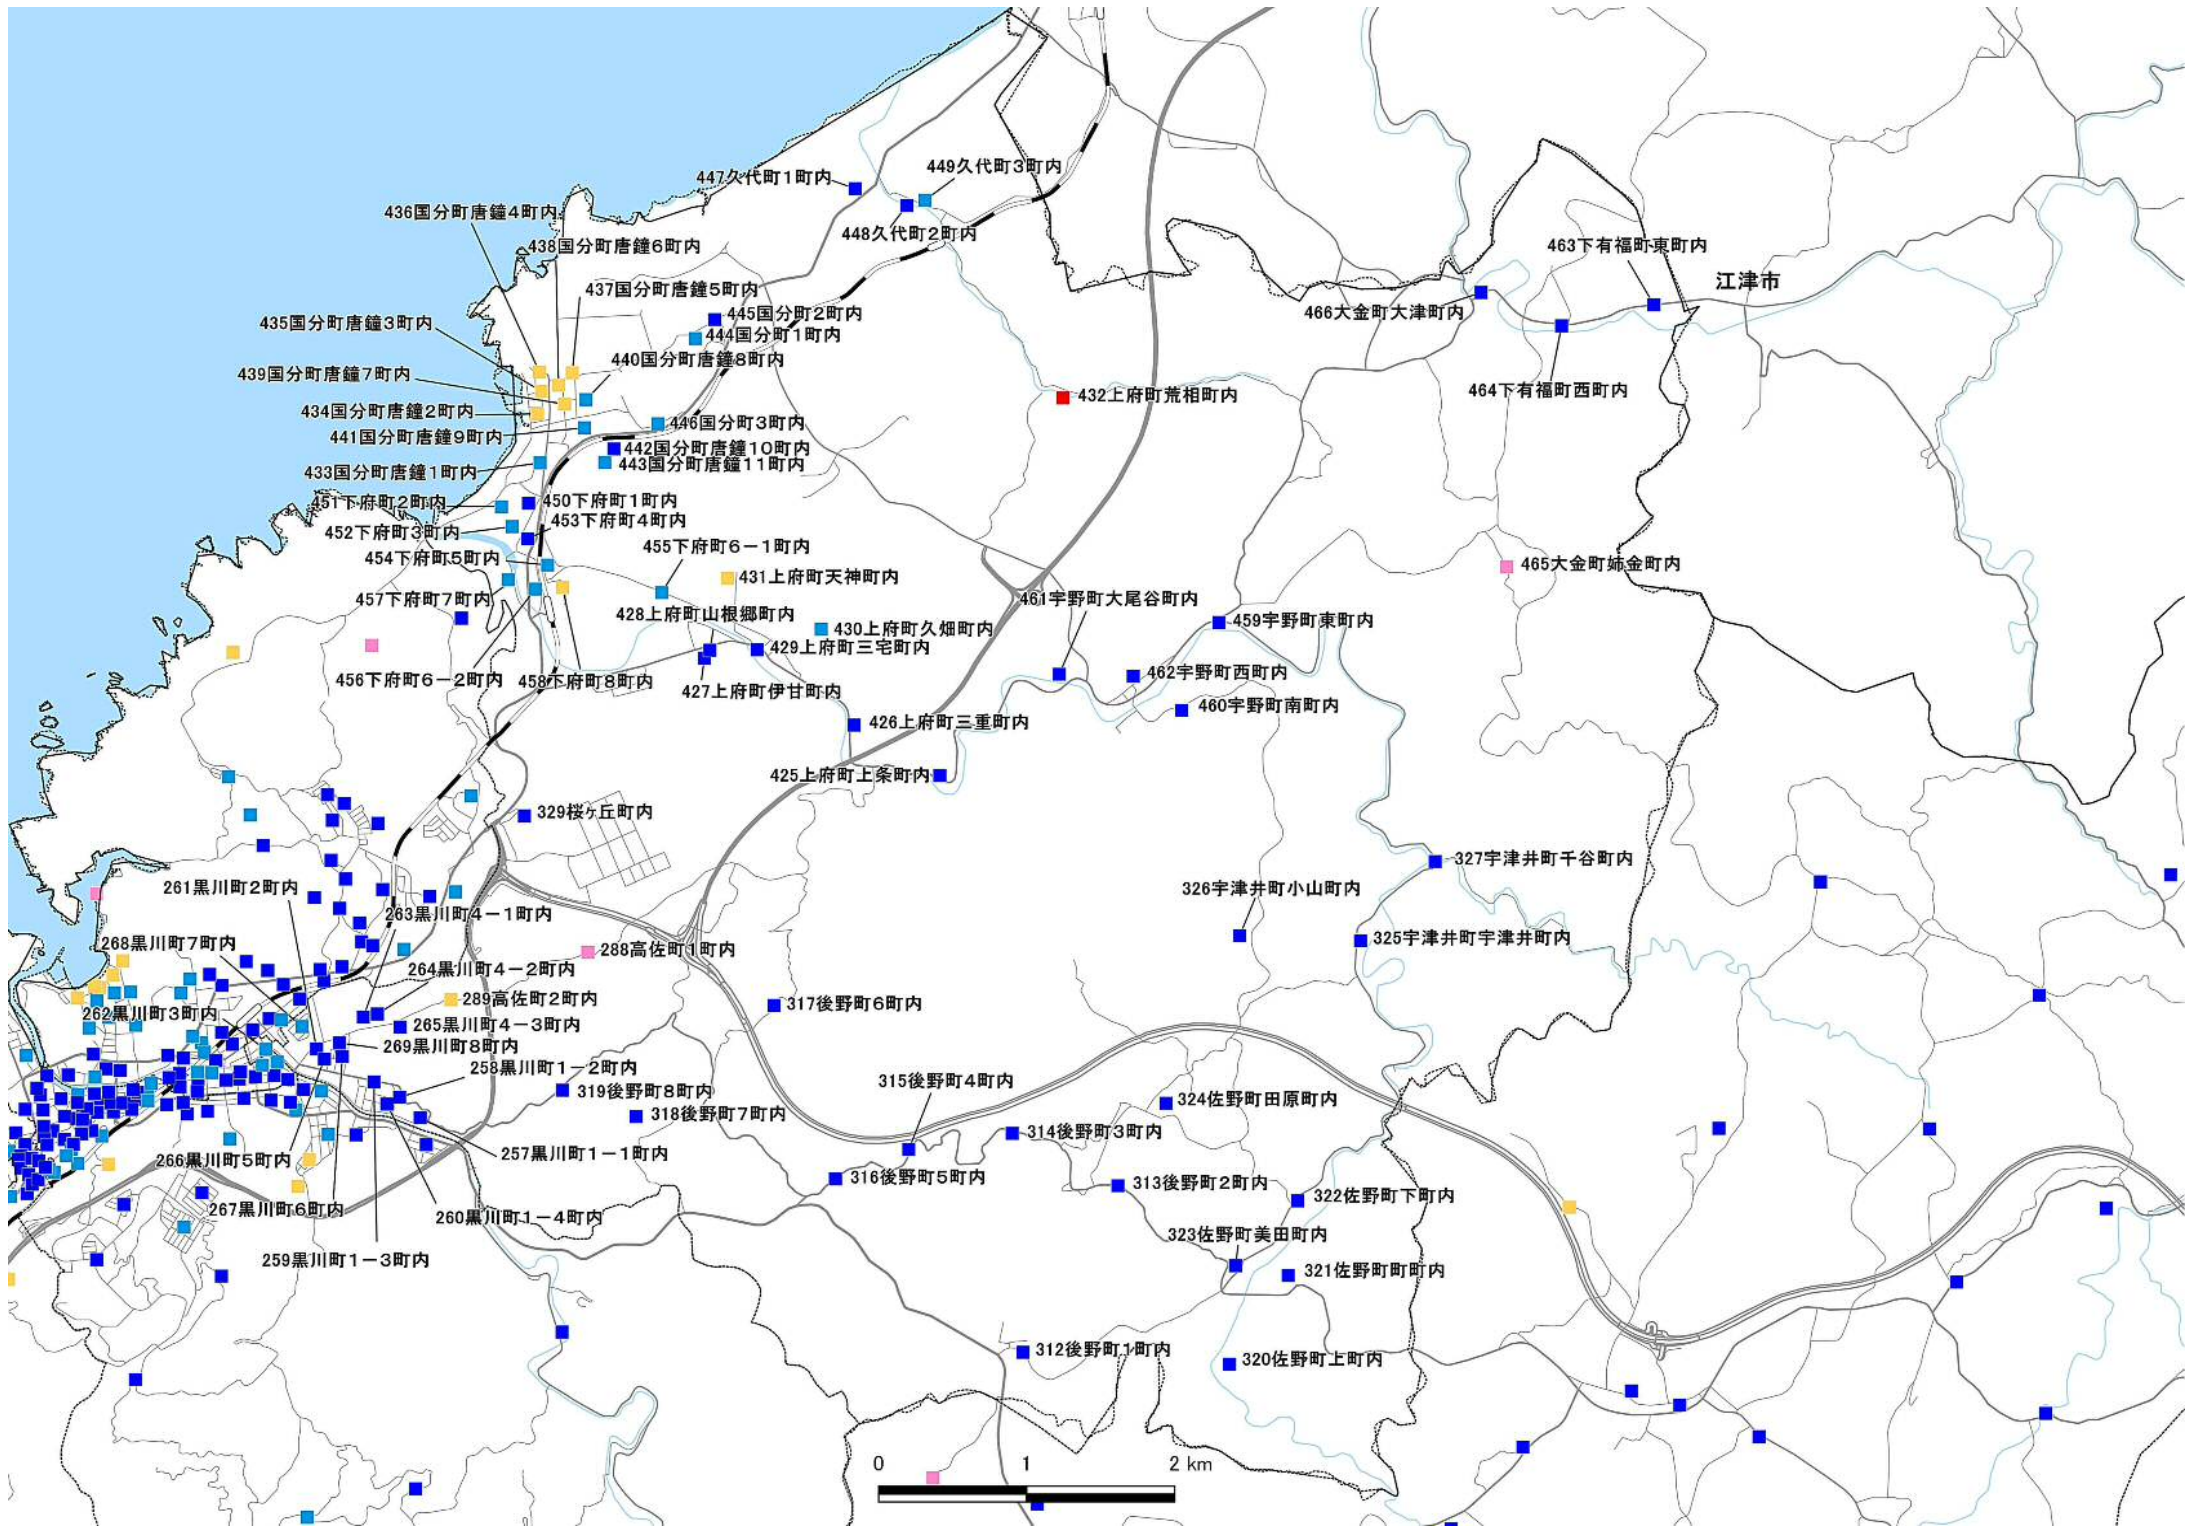 449久代町3町内
447久代町1町内
436国分町唐鐘4町内
448久代町2町内
438国分町唐鐘6町内
463下有福町東町内
江津市
437国分町唐鐘5町内
445国分町2町内
466大金町大津町内
435国分町唐鐘3町内
444国分町1町内
440国分町唐鐘8町内
439国分町唐鐘7町内
464下有福町西町内
432上府町荒相町内
434国分町唐鐘2町内
446国分町3町内
441国分町唐鐘9町内
442国分町唐鐘10町内
443国分町唐鐘11町内
433国分町唐鐘1町内
450下府町1町内
451下府町2町内
453下府町4町内
452下府町3町内
455下府町6-1町内
454下府町5町内
465大金町姉金町内
431上府町天神町内
457下府町7町内
461宇野町大尾谷町内
428上府町山根郷町内
459宇野町東町内
430上府町久畑町内
429上府町三宅町内
462宇野町西町内
456下府町6-2町内
458下府町8町内
427上府町伊甘町内
460宇野町南町内
426上府町三重町内
425上府町上条町内
329桜ヶ丘町内
327宇津井町千谷町内
261黒川町2町内
326宇津井町小山町内
263黒川町4-1町内
268黒川町7町内
325宇津井町宇津井町内
288高佐町1町内
264黒川町4-2町内
289高佐町2町内
317後野町6町内
262黒川町3町内
265黒川町4-3町内
269黒川町8町内
258黒川町1-2町内
315後野町4町内
319後野町8町内
324佐野町田原町内
318後野町7町内
314後野町3町内
257黒川町1-1町内
266黒川町5町内
316後野町5町内
313後野町2町内
322佐野町下町内
267黒川町6町内
260黒川町1-4町内
323佐野町美田町内
259黒川町1-3町内
321佐野町町町内
312後野町1町内
320佐野町上町内
0 1 2 km